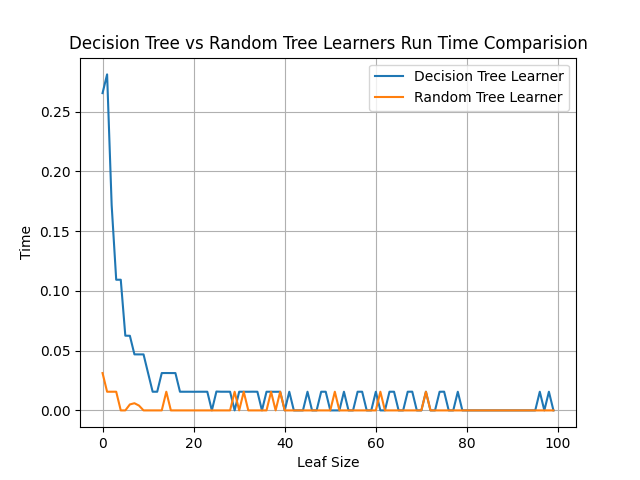 Decision Tree vs Random Tree Learners Run Time Comparision
Decision Tree Learner
Random Tree Learner
Time
0.25
0.20
0.15
0.10
0.05
0.00
0 20 40 60 80 100
Leaf Size